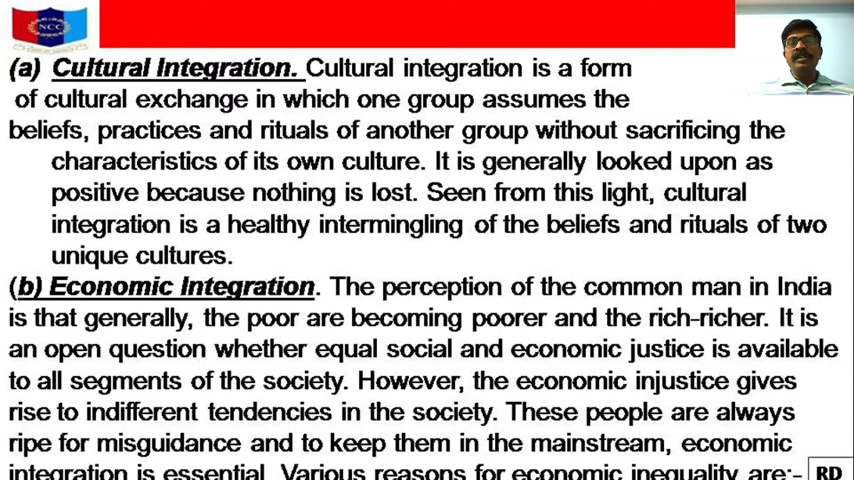 NCC
(a) Cultural Integration. Cultural integration is a form
of cultural exchange in which one group assumes the
beliefs, practices and rituals of another group without sacrificing the
characteristics of its own culture. It is generally looked upon as
positive because nothing is lost. Seen from this light, cultural
integration is a healthy intermingling of the beliefs and rituals of two
unique cultures.
(b) Economic Integration. The perception of the common man in India
is that generally, the poor are becoming poorer and the rich-richer. It is
an open question whether equal social and economic justice is available
to all segments of the society. However, the economic injustice gives
rise to indifferent tendencies in the society. These people are always
ripe for misguidance and to keep them in the mainstream, economic
integration is essential. Various reasons for economic inequality are:-
RD